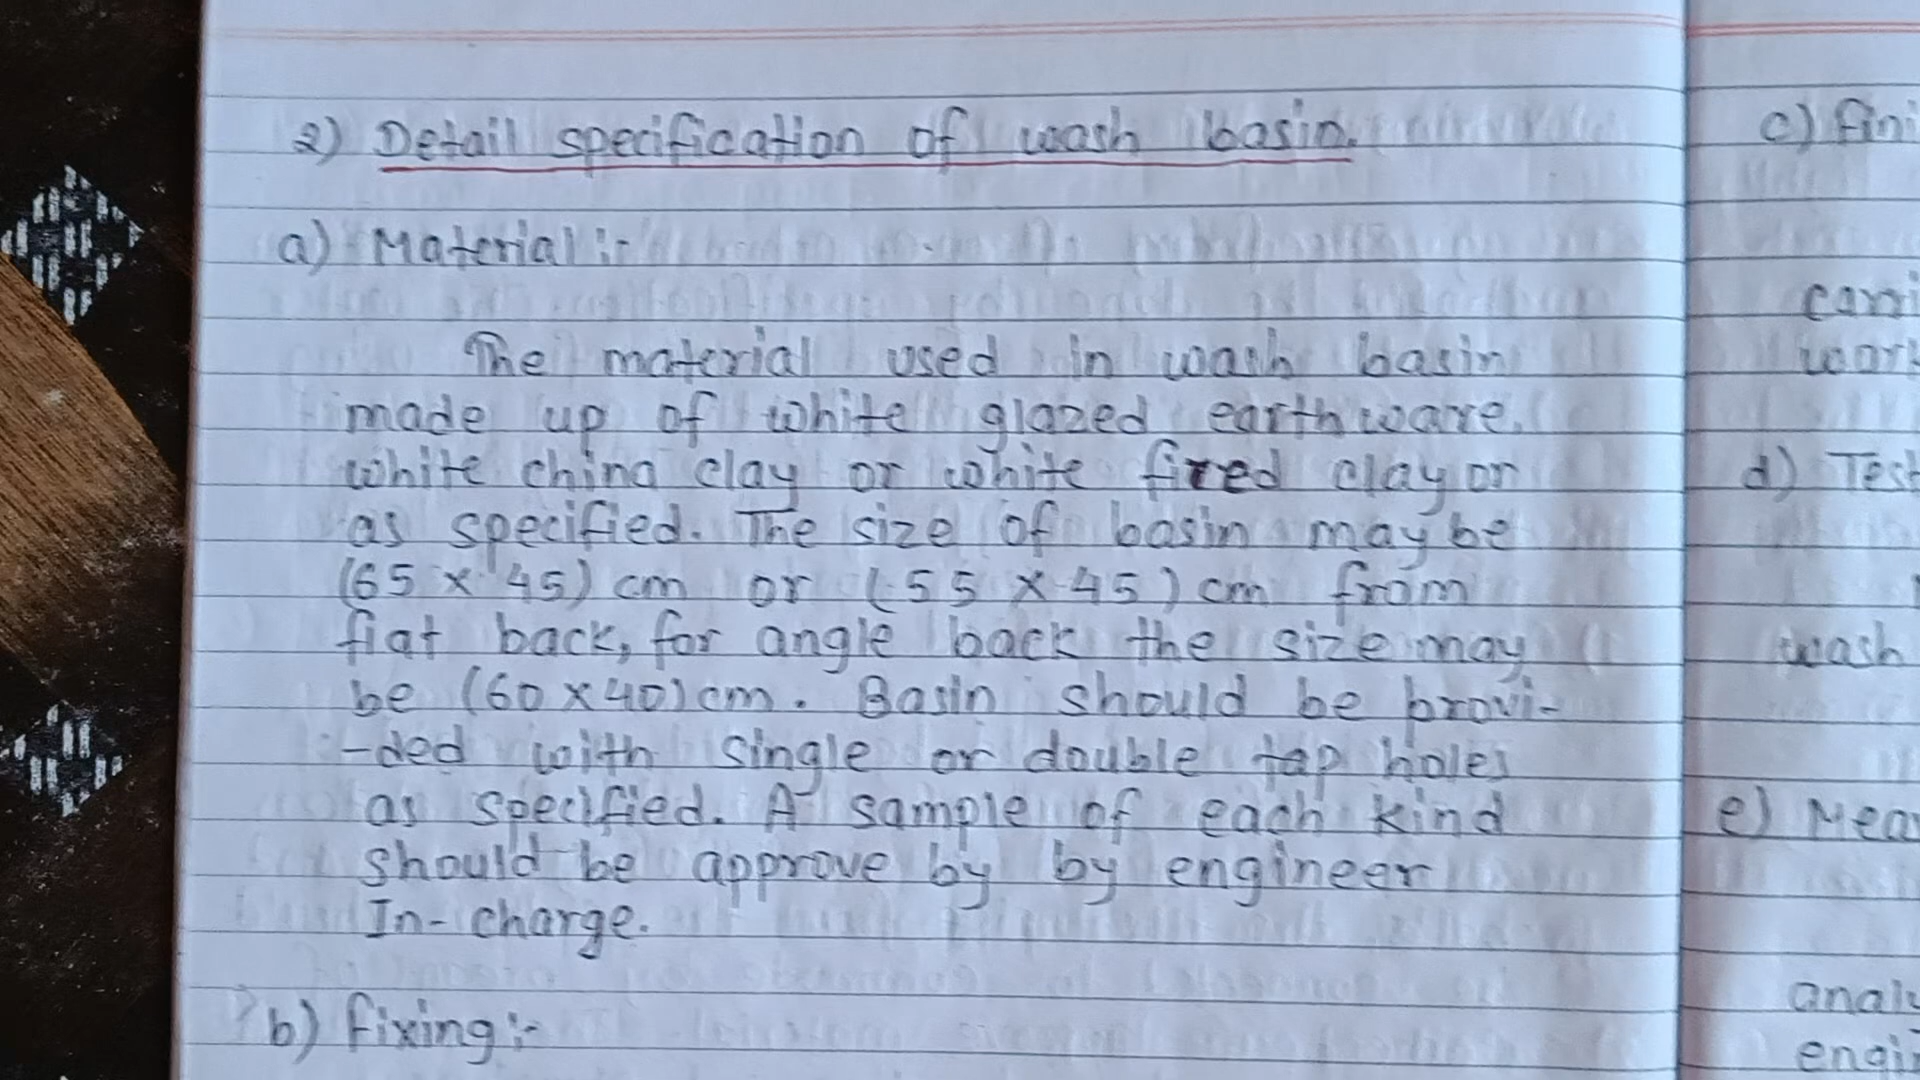 2) Detail specification of wash basin.
a) Material :-
The material used in wash basin
made up of white glazed earthware.
white china clay or white fired clay or
as specified. The size of basin may be
(65 x 45) cm or (55 x 45) cm from
flat back, for angle back the size may
be (60 x 40) cm. Basin should be provi-
-ded with single or double tap holes
as specified. A sample of each kind
should be approve by by engineer
In-charge.
b) fixing :-
c) fini
carri
work
d) Test
wash
e) Mea
analy
engi